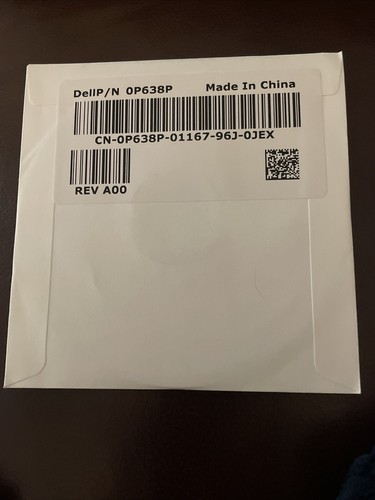 DellP/N 0P638P Made In China
CN-0P638P-01167-96J-0JEX
REV A00